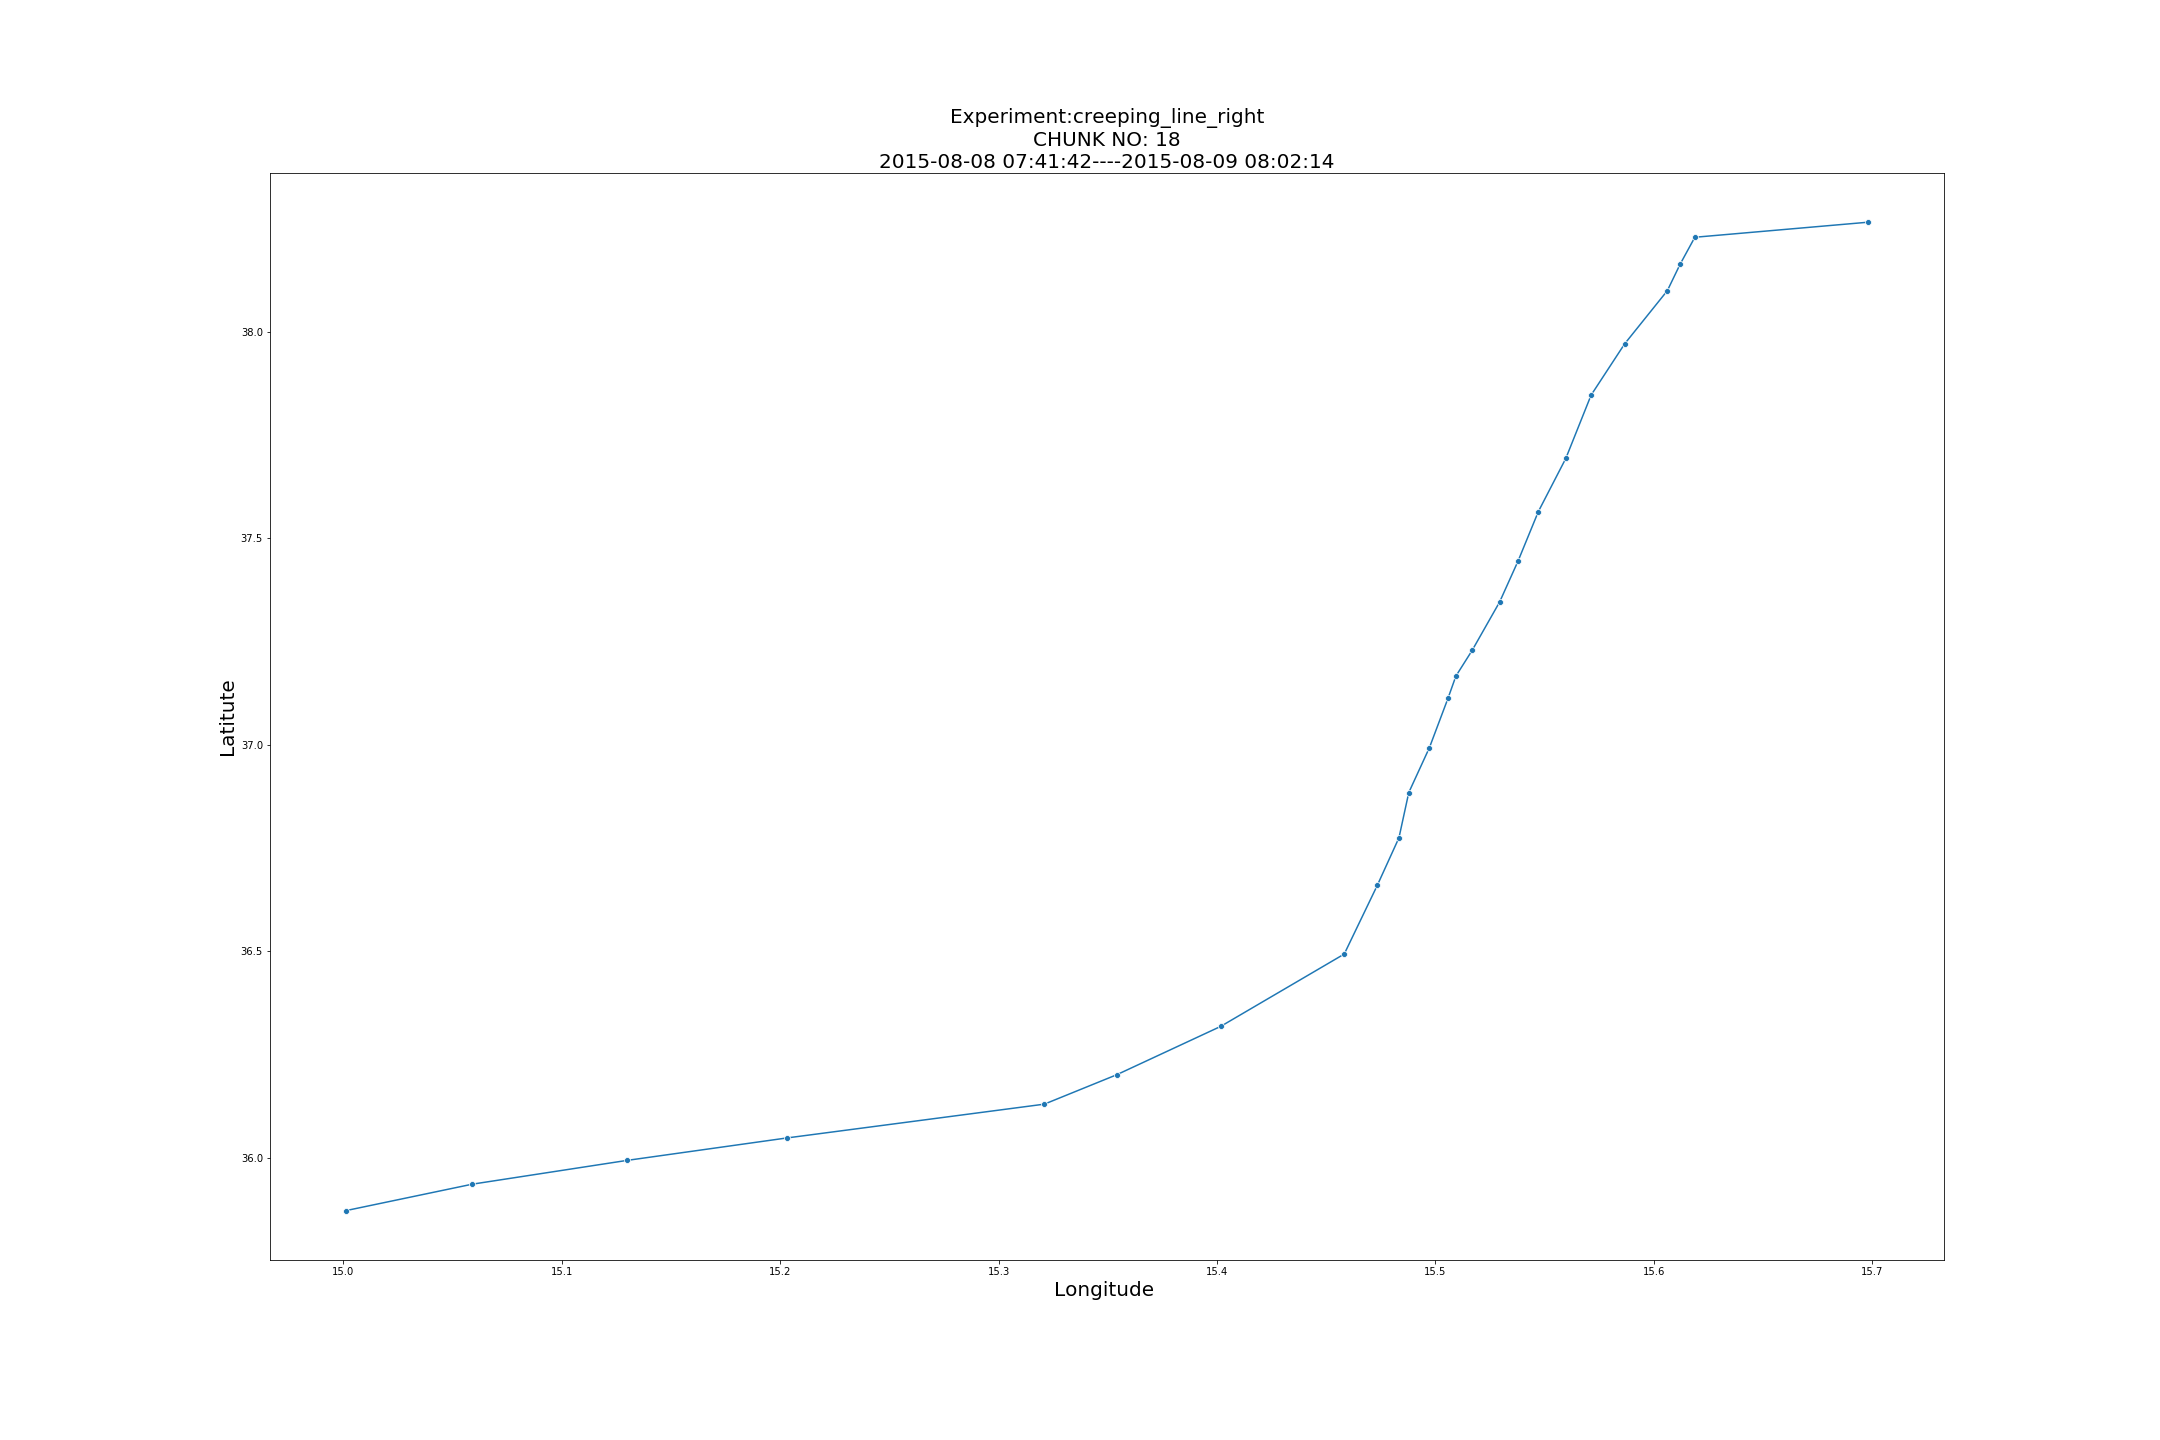 Experiment:creeping_line_right
CHUNK NO: 18
2015-08-08 07:41:42----2015-08-09 08:02:14
Latitute
38.0
37.5
37.0
36.5
36.0
15.0 15.1 15.2 15.3 15.4 15.5 15.6 15.7
Longitude